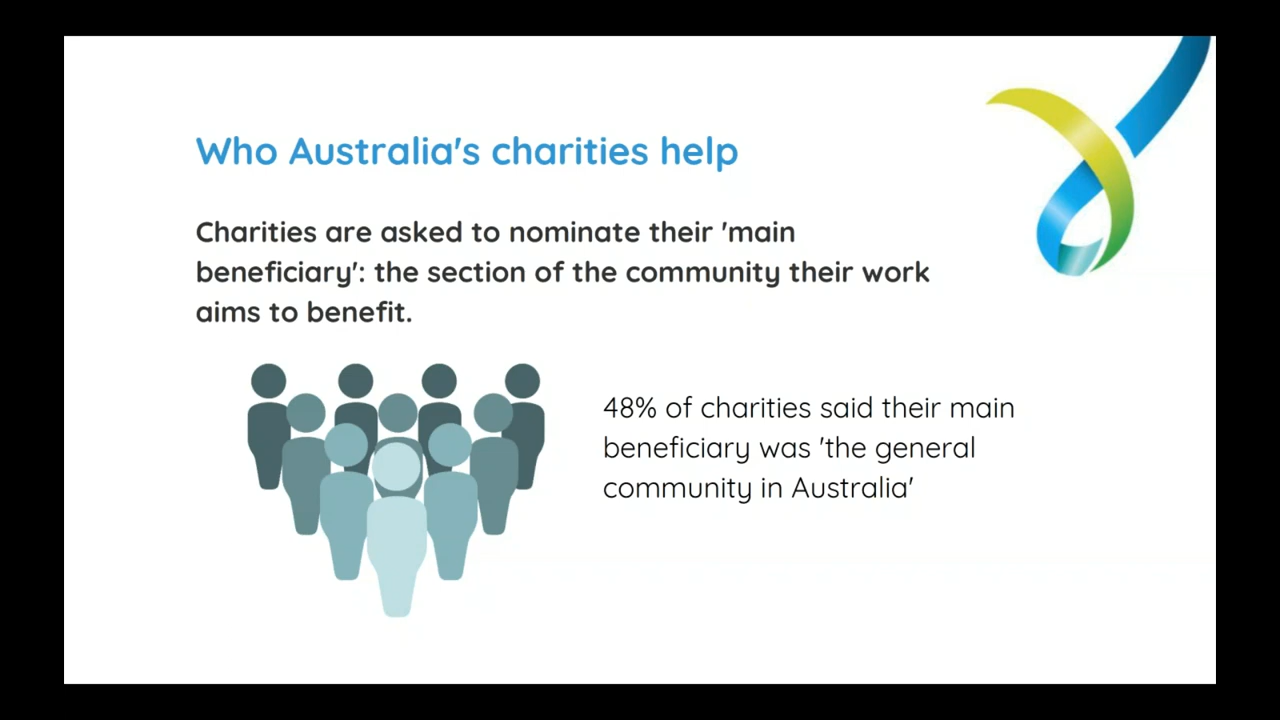 Who Australia's charities help
Charities are asked to nominate their 'main
beneficiary': the section of the community their work
aims to benefit.
48% of charities said their main
beneficiary was 'the general
community in Australia'